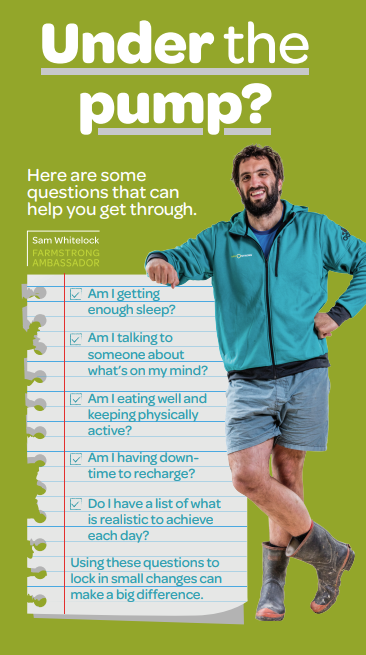 Under the
pump?
Here are some
questions that can
help you get through.
Sam Whitelock
FARMSTRONG
AMBASSADOR
Am I getting
enough sleep?
Am I talking to
someone about
what's on my mind?
Am I eating well and
keeping physically
active?
Am I having down-
time to recharge?
Do I have a list of what
is realistic to achieve
each day?
Using these questions to
lock in small changes can
make a big difference.